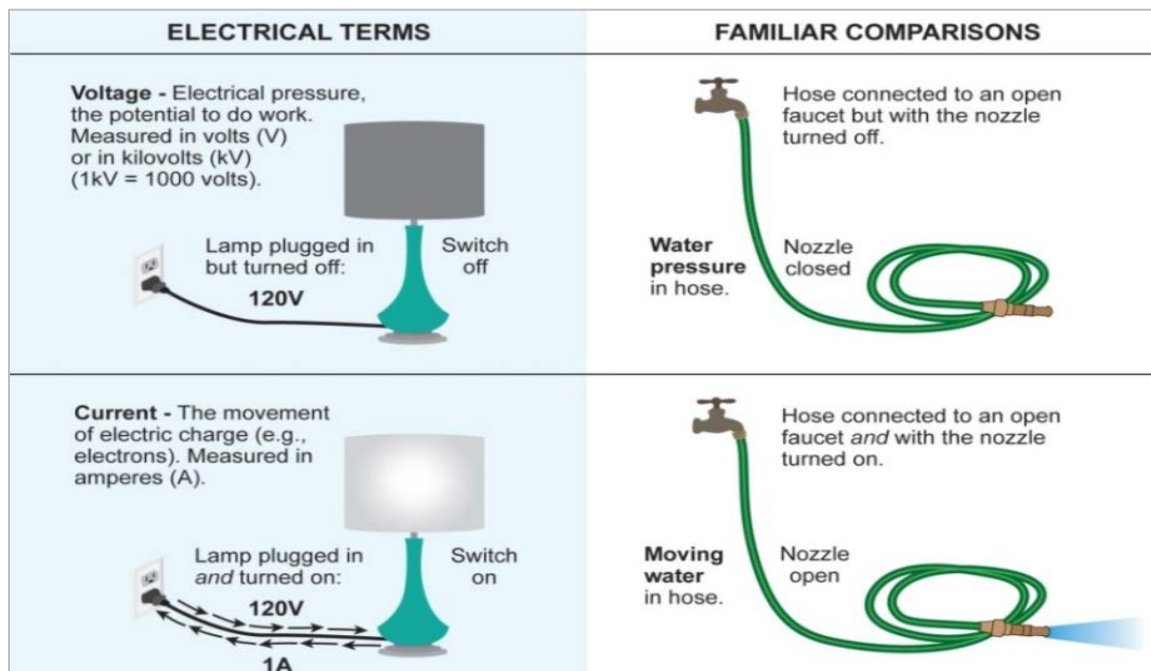 ELECTRICAL TERMS
FAMILIAR COMPARISONS
Voltage - Electrical pressure,
the potential to do work.
Measured in volts (V)
or in kilovolts (kV)
(1kV = 1000 volts).
Lamp plugged in
but turned off:
120V
Switch
off
Hose connected to an open
faucet but with the nozzle
turned off.
Water
pressure
in hose.
Nozzle
closed
Current - The movement
of electric charge (e.g.,
electrons). Measured in
amperes (A).
Lamp plugged in
and turned on:
120V
1A
Switch
on
Hose connected to an open
faucet and with the nozzle
turned on.
Moving
water
in hose.
Nozzle
open